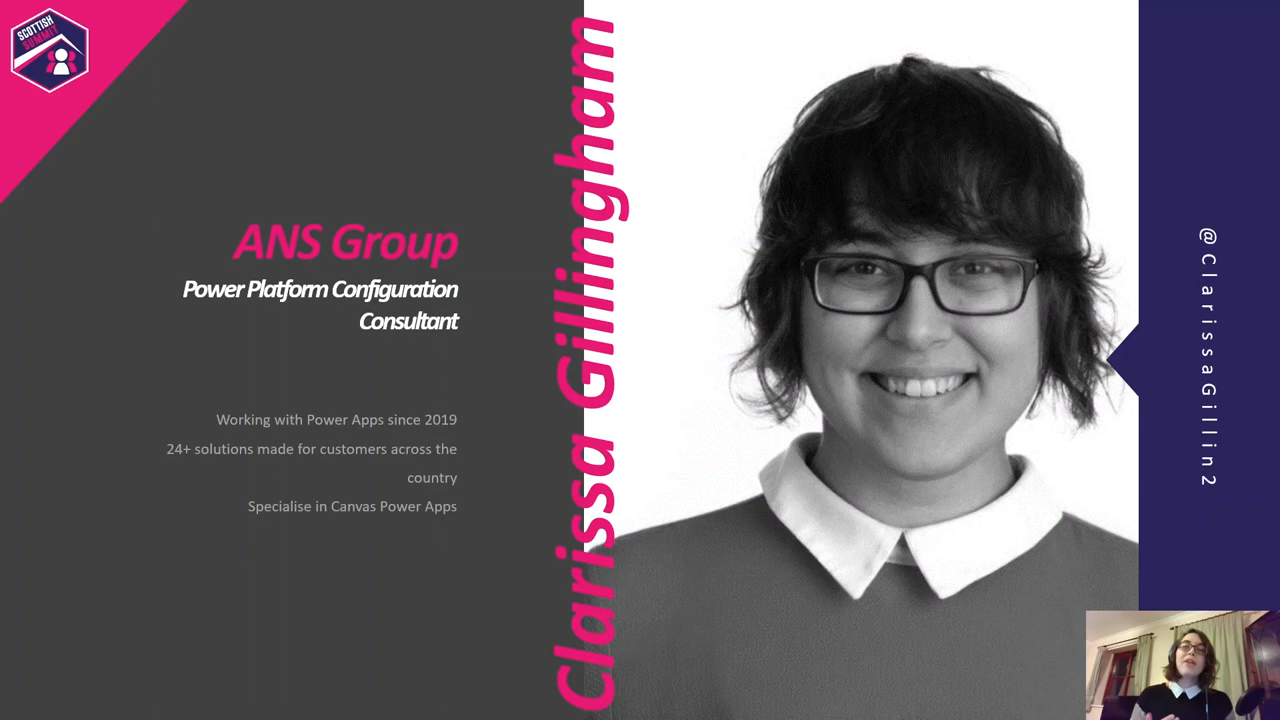 SCOTTISH
SUMMIT
ANS Group
Power Platform Configuration
Consultant
Working with Power Apps since 2019
24+ solutions made for customers across the
country
Specialise in Canvas Power Apps
Clarissa Gillingham
@ClarissaGillin2